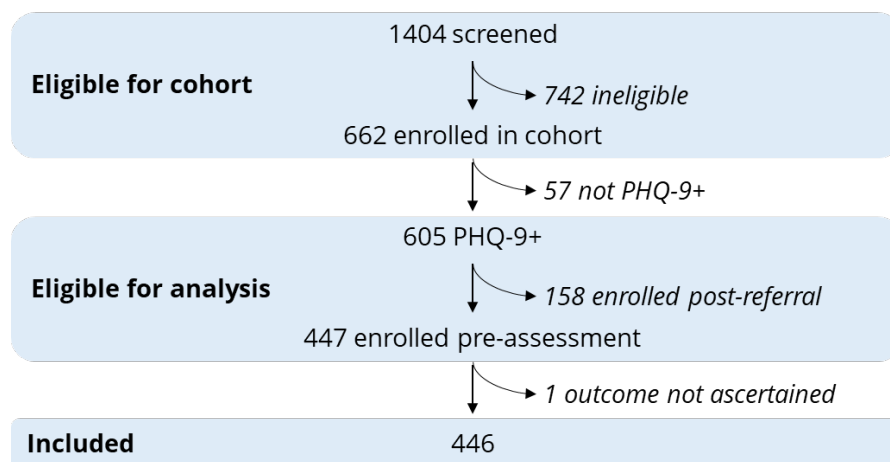 1404 screened
Eligible for cohort
742 ineligible
662 enrolled in cohort
57 not PHQ-9+
605 PHQ-9+
Eligible for analysis
158 enrolled post-referral
447 enrolled pre-assessment
1 outcome not ascertained
Included 446